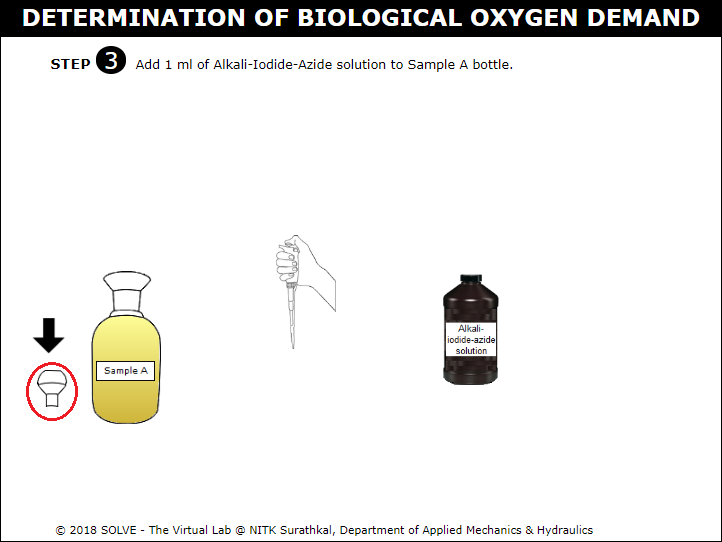 DETERMINATION OF BIOLOGICAL OXYGEN DEMAND
STEP 3 Add 1 ml of Alkali-Iodide-Azide solution to Sample A bottle.
Alkali-
iodide-azide
solution
Sample A
© 2018 SOLVE - The Virtual Lab @ NITK Surathkal, Department of Applied Mechanics & Hydraulics